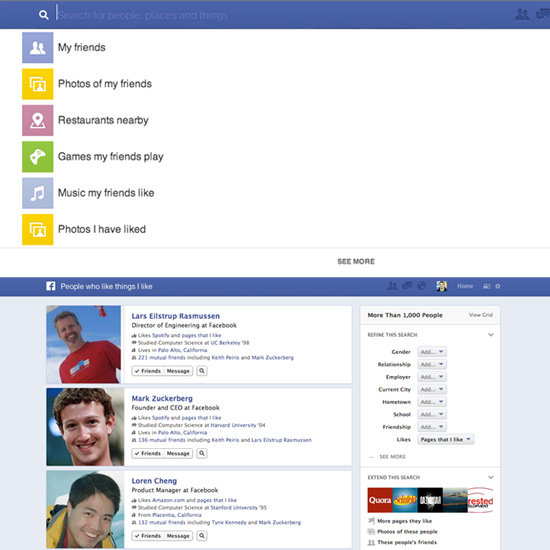 Search for people, places and things
My friends
Photos of my friends
Restaurants nearby
Games my friends play
Music my friends like
Photos I have liked
SEE MORE
f People who like things I like
Home
Lars Eilstrup Rasmussen
Director of Engineering at Facebook
Likes Spotify and pages that I like
Studied Computer Science at UC Berkeley '98
Lives in Palo Alto, California
221 mutual friends including Keith Peiris and Mark Zuckerberg
Friends Message
Mark Zuckerberg
Founder and CEO at Facebook
Likes Spotify and pages that I like
Studied Computer Science at Harvard University '04
Lives in Palo Alto, California
136 mutual friends including Keith Peiris and Lars Eilstrup Rasmussen
Friends Message
Loren Cheng
Product Manager at Facebook
Likes Amazon.com and pages that I like
Studied Computer Science at Stanford University '95
From Placentia, California
132 mutual friends including Tyne Kennedy and Mark Zuckerberg
Friends Message
More Than 1,000 People View Grid
REFINE THIS SEARCH
Gender Add...
Relationship Add...
Employer Add...
Current City Add...
Hometown Add...
School Add...
Friendship Add...
Likes Pages that I like
... SEE MORE
EXTEND THIS SEARCH
Quora
rested
More pages they like
Photos of these people
These people's friends